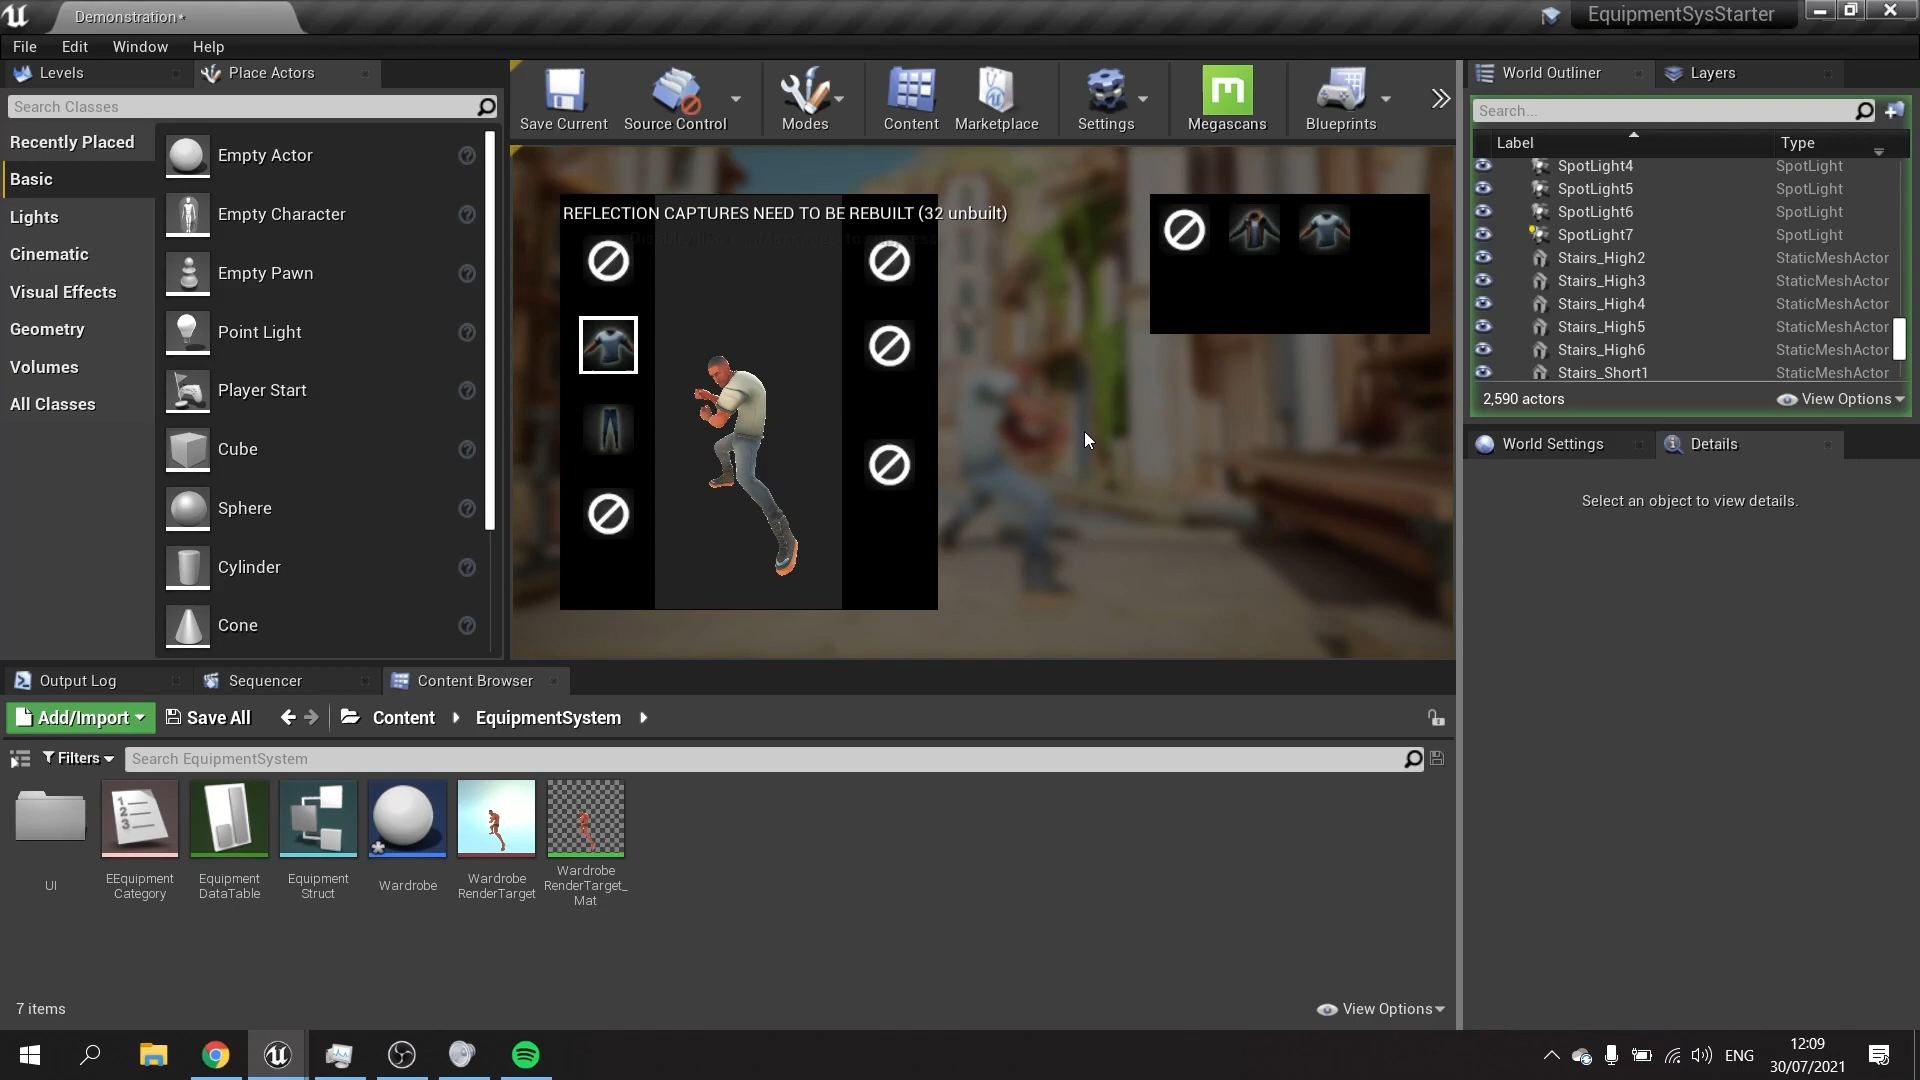 Demonstration*
EquipmentSysStarter
File Edit Window Help
Levels
Place Actors
Search Classes
Recently Placed
Basic
Lights
Cinematic
Visual Effects
Geometry
Volumes
All Classes
Empty Actor
Empty Character
Empty Pawn
Point Light
Player Start
Cube
Sphere
Cylinder
Cone
Save Current
Source Control
Modes
Content
Marketplace
Settings
Megascans
Blueprints
REFLECTION CAPTURES NEED TO BE REBUILT (32 unbuilt)
World Outliner
Layers
Search...
Label Type
SpotLight4 SpotLight
SpotLight5 SpotLight
SpotLight6 SpotLight
SpotLight7 SpotLight
Stairs_High2 StaticMeshActor
Stairs_High3 StaticMeshActor
Stairs_High4 StaticMeshActor
Stairs_High5 StaticMeshActor
Stairs_High6 StaticMeshActor
Stairs_Short1 StaticMeshActor
2,590 actors
View Options
World Settings
Details
Select an object to view details.
Output Log
Sequencer
Content Browser
Add/Import
Save All
Content
EquipmentSystem
Filters
Search EquipmentSystem
UI
EEquipment
Category
Equipment
DataTable
Equipment
Struct
Wardrobe
Wardrobe
RenderTarget
Wardrobe
RenderTarget_
Mat
7 items
View Options
ENG
12:09
30/07/2021